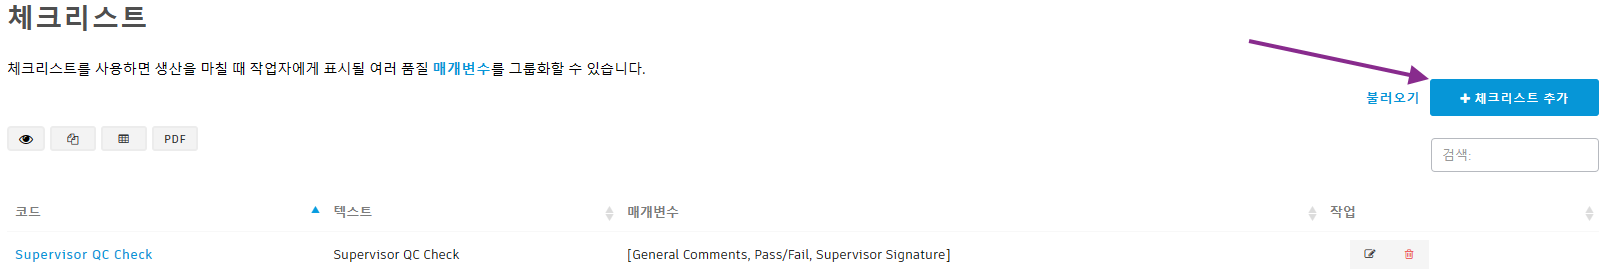 체크리스트
체크리스트를 사용하면 생산을 마칠 때 작업자에게 표시될 여러 품질 매개변수를 그룹화할 수 있습니다.
불러오기 + 체크리스트 추가
PDF
검색:
코드 텍스트 매개변수 작업
Supervisor QC Check Supervisor QC Check [General Comments, Pass/Fail, Supervisor Signature]